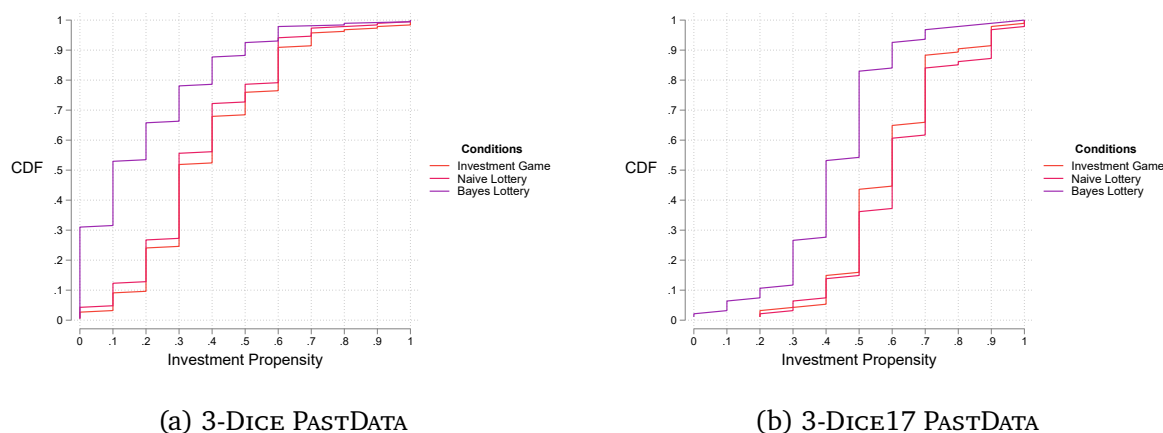 1
.9
.8
.7
.6
.5
.4
.3
.2
.1
0
CDF
0 .1 .2 .3 .4 .5 .6 .7 .8 .9 1
Investment Propensity
Conditions
Investment Game
Naive Lottery
Bayes Lottery
(a) 3-DICE PASTDATA
1
.9
.8
.7
.6
.5
.4
.3
.2
.1
0
CDF
0 .1 .2 .3 .4 .5 .6 .7 .8 .9 1
Investment Propensity
Conditions
Investment Game
Naive Lottery
Bayes Lottery
(b) 3-DICE17 PASTDATA